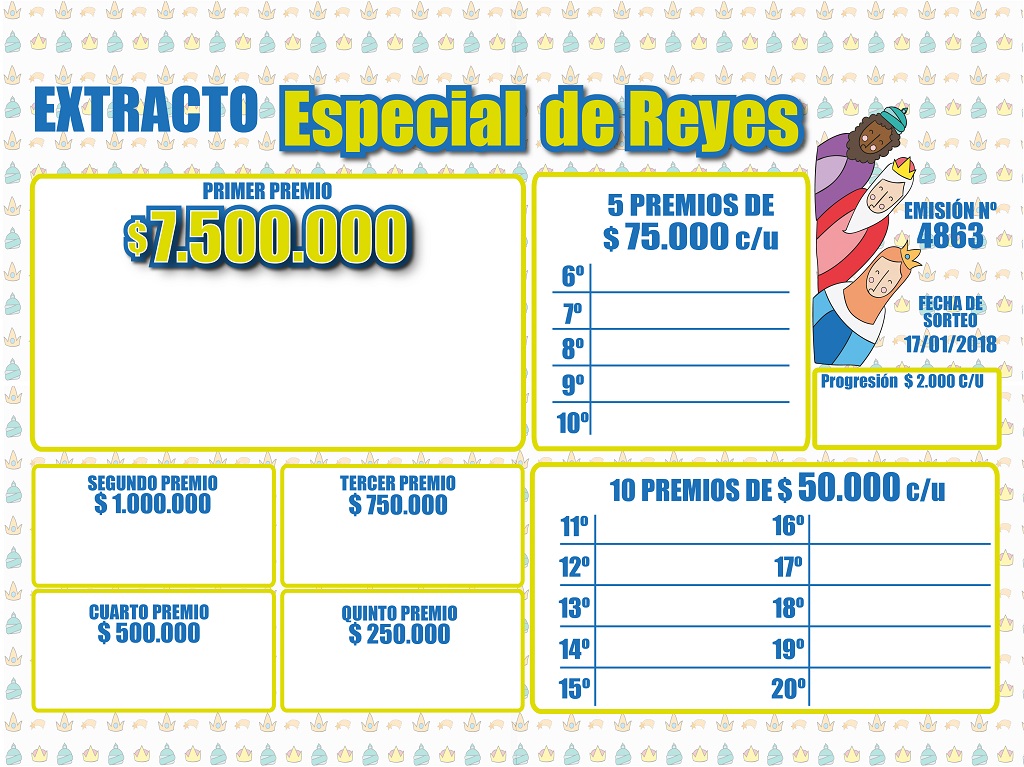 EXTRACTO Especial de Reyes
PRIMER PREMIO
$7.500.000
5 PREMIOS DE
$ 75.000 c/u
6º
7º
8º
9º
10º
EMISIÓN Nº
4863
FECHA DE
SORTEO
17/01/2018
Progresión $ 2.000 C/U
SEGUNDO PREMIO
$ 1.000.000
TERCER PREMIO
$ 750.000
CUARTO PREMIO
$ 500.000
QUINTO PREMIO
$ 250.000
10 PREMIOS DE $ 50.000 c/u
11º 16º
12º 17º
13º 18º
14º 19º
15º 20º